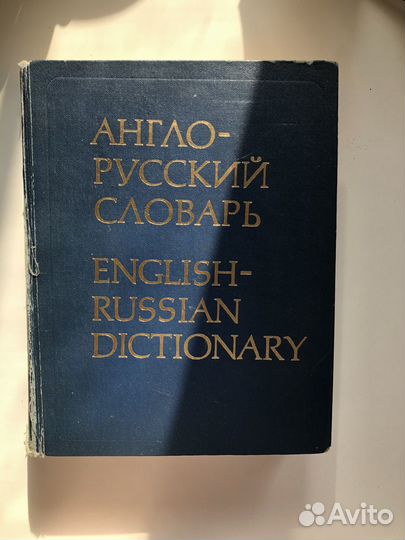 АНГЛО-
РУССКИЙ
СЛОВАРЬ
ENGLISH-
RUSSIAN
DICTIONARY
Avito